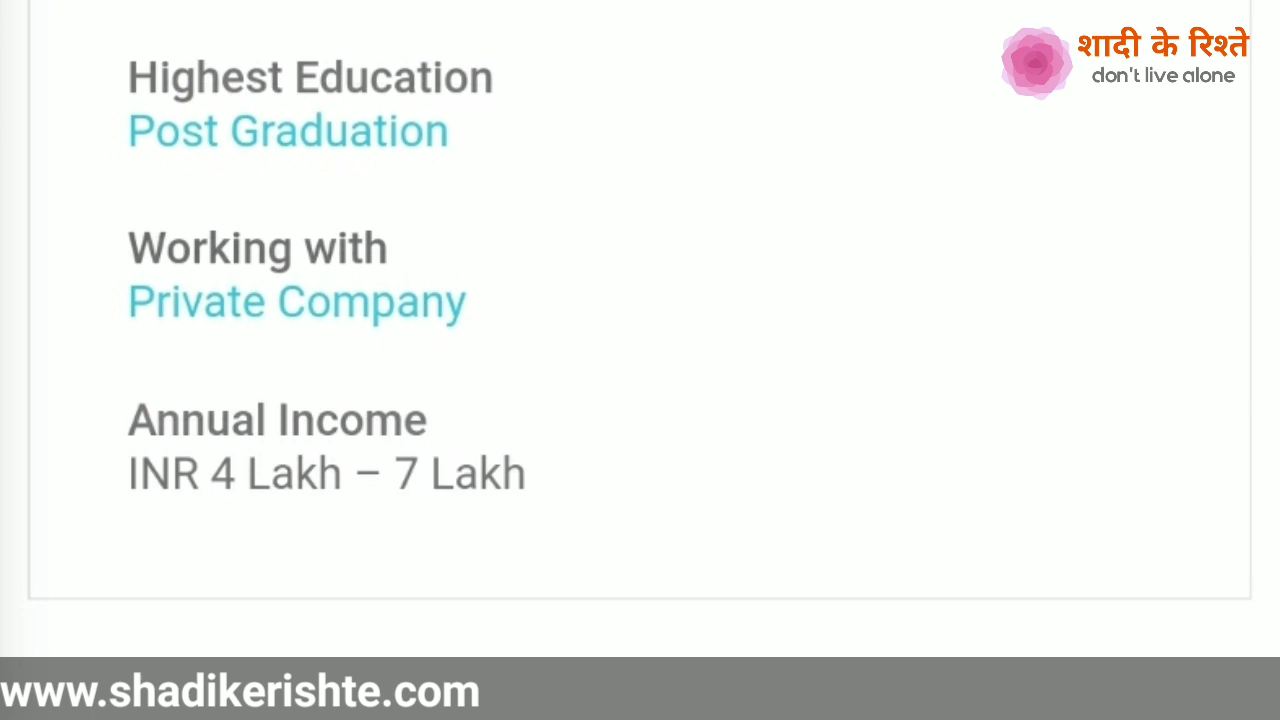 शादी के रिश्ते
don't live alone
Highest Education
Post Graduation
Working with
Private Company
Annual Income
INR 4 Lakh – 7 Lakh
www.shadikerishte.com